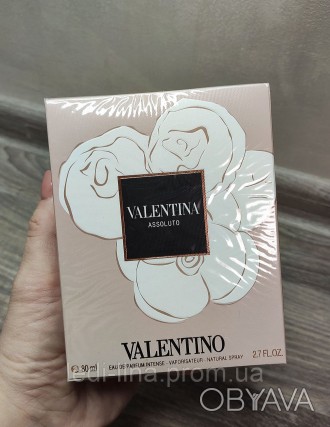 VALENTINA
ASSOLUTO
VALENTINO
℮ 80 ml EAU DE PARFUM INTENSE - VAPORISATEUR - NATURAL SPRAY 2.7 FL.OZ.
edi-lina.prom.ua
OBYAVA